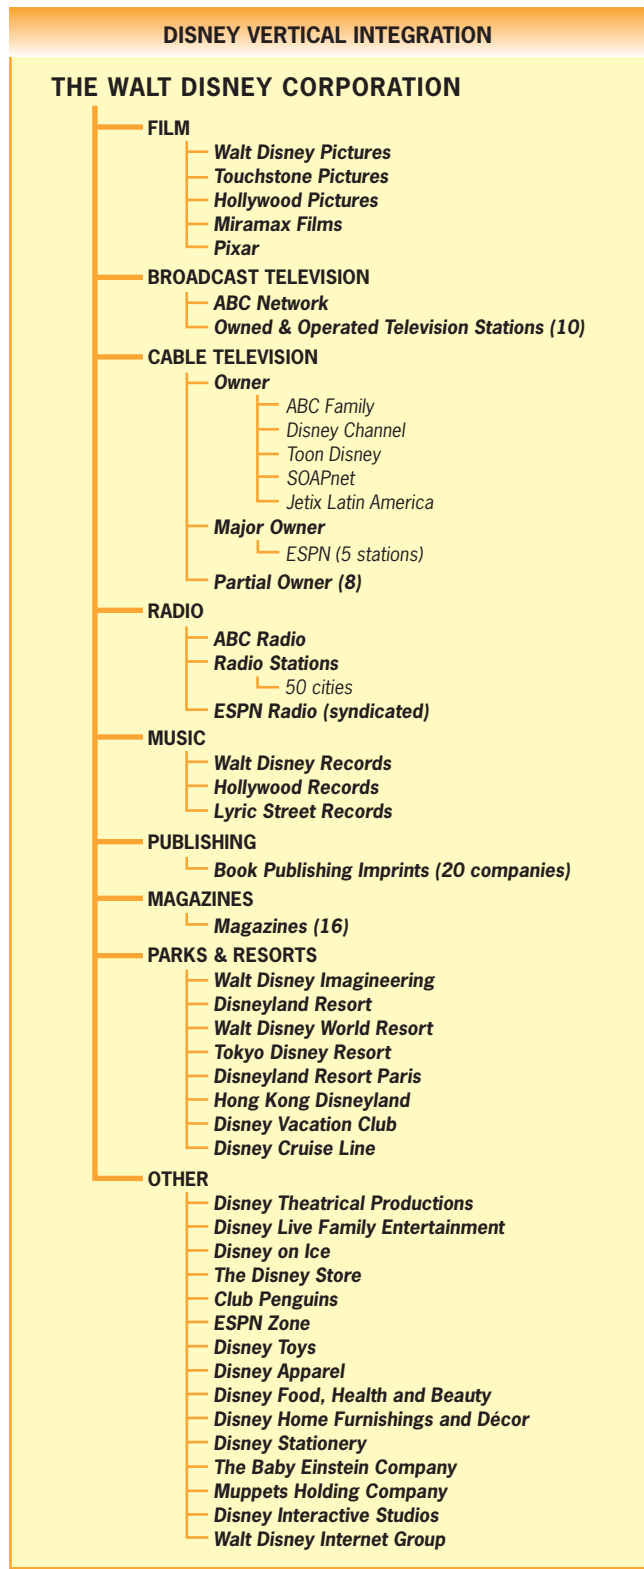 DISNEY VERTICAL INTEGRATION
THE WALT DISNEY CORPORATION
FILM
Walt Disney Pictures
Touchstone Pictures
Hollywood Pictures
Miramax Films
Pixar
BROADCAST TELEVISION
ABC Network
Owned & Operated Television Stations (10)
CABLE TELEVISION
Owner
ABC Family
Disney Channel
Toon Disney
SOAPnet
Jetix Latin America
Major Owner
ESPN (5 stations)
Partial Owner (8)
RADIO
ABC Radio
Radio Stations
50 cities
ESPN Radio (syndicated)
MUSIC
Walt Disney Records
Hollywood Records
Lyric Street Records
PUBLISHING
Book Publishing Imprints (20 companies)
MAGAZINES
Magazines (16)
PARKS & RESORTS
Walt Disney Imagineering
Disneyland Resort
Walt Disney World Resort
Tokyo Disney Resort
Disneyland Resort Paris
Hong Kong Disneyland
Disney Vacation Club
Disney Cruise Line
OTHER
Disney Theatrical Productions
Disney Live Family Entertainment
Disney on Ice
The Disney Store
Club Penguins
ESPN Zone
Disney Toys
Disney Apparel
Disney Food, Health and Beauty
Disney Home Furnishings and Décor
Disney Stationery
The Baby Einstein Company
Muppets Holding Company
Disney Interactive Studios
Walt Disney Internet Group